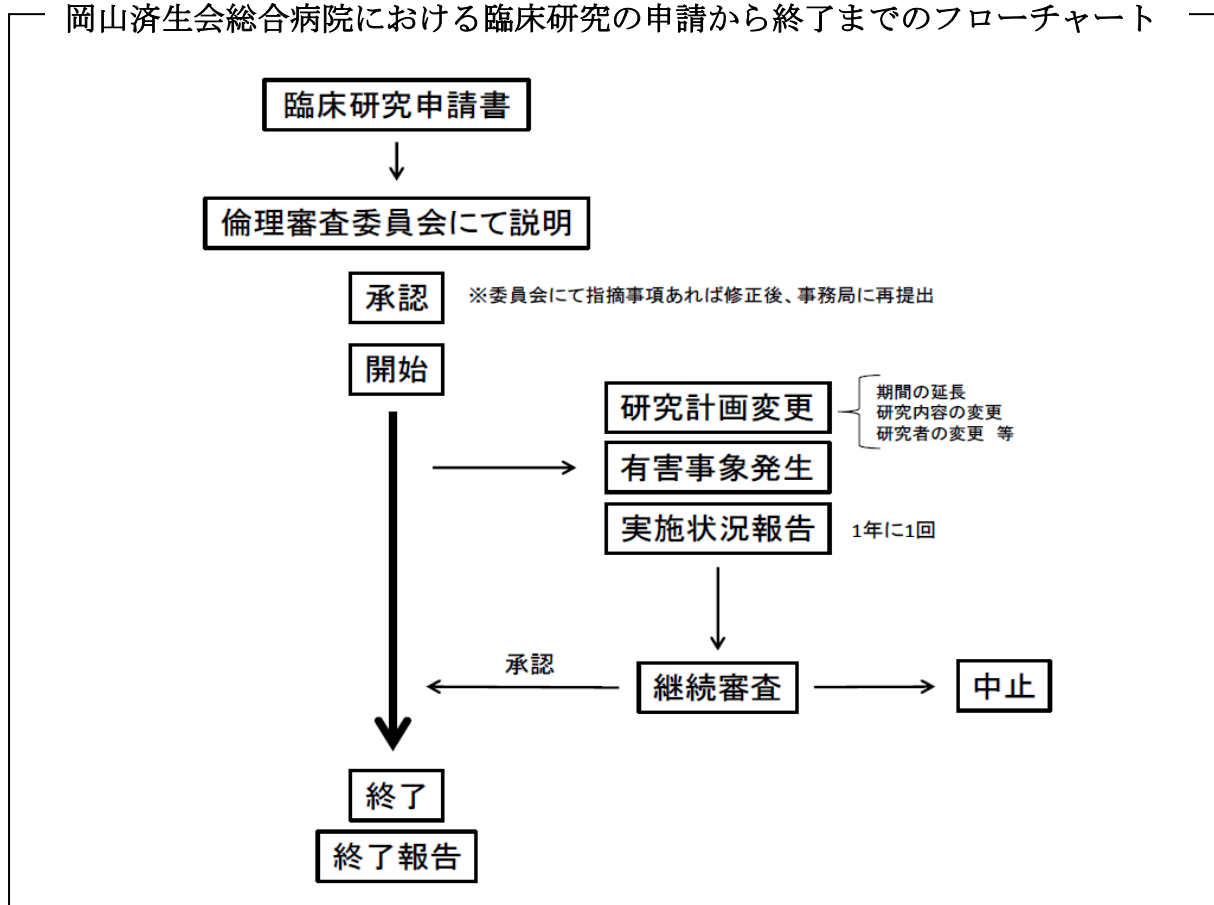 岡山済生会総合病院における臨床研究の申請から終了までのフローチャート
臨床研究申請書
倫理審査委員会にて説明
承認
※委員会にて指摘事項あれば修正後、事務局に再提出
開始
研究計画変更
期間の延長
研究内容の変更
研究者の変更　等
有害事象発生
実施状況報告
1年に1回
承認
継続審査
中止
終了
終了報告